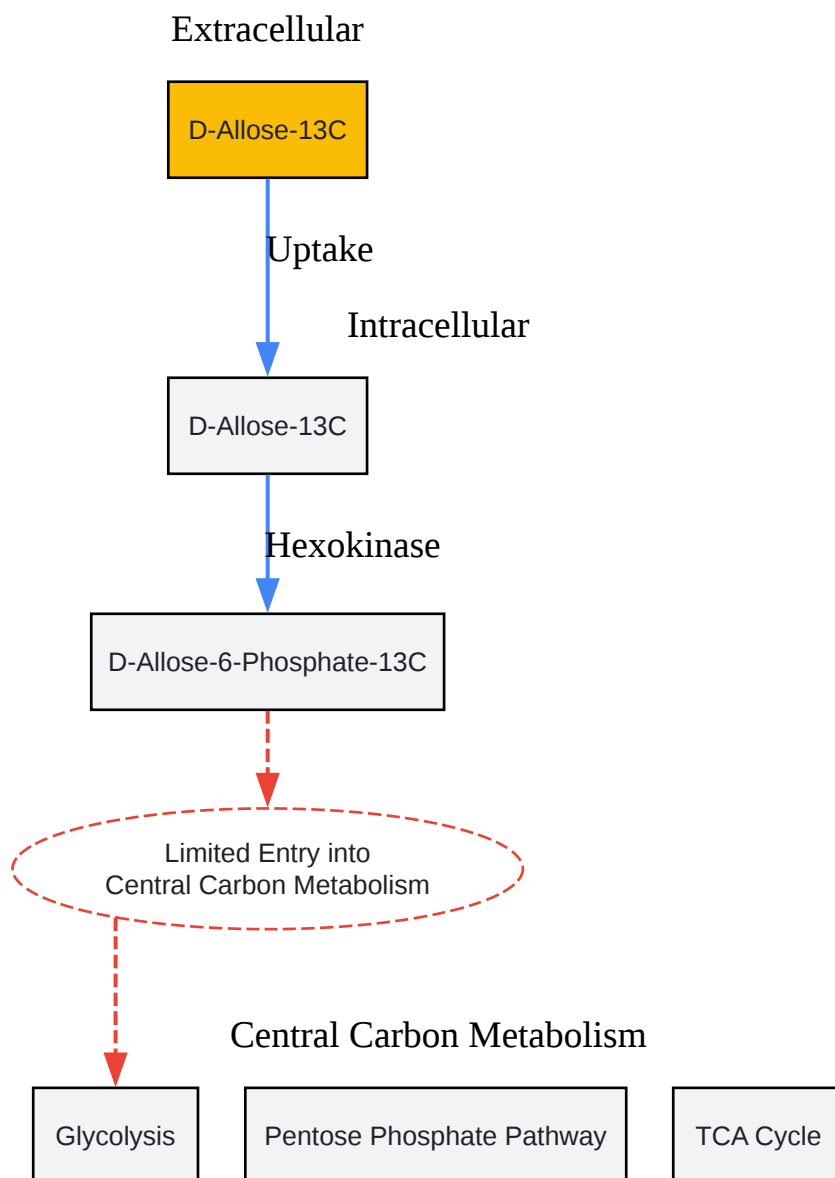 Extracellular
D-Allose-13C
Uptake
Intracellular
D-Allose-13C
Hexokinase
D-Allose-6-Phosphate-13C
Limited Entry into
Central Carbon Metabolism
Central Carbon Metabolism
Glycolysis
Pentose Phosphate Pathway
TCA Cycle